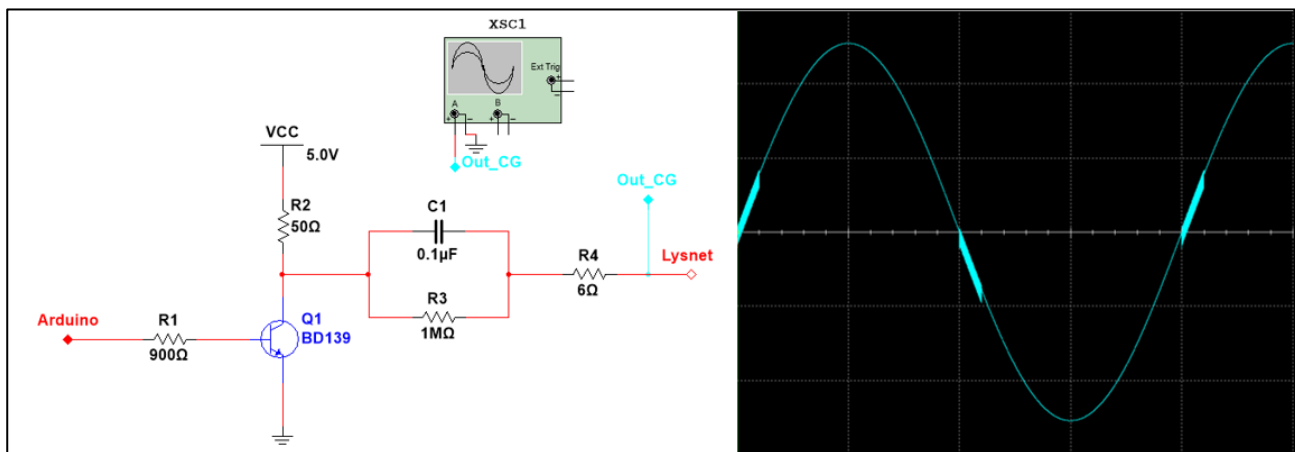 XSC1
Ext Trig
+
-
A
B
+
-
+
-
VCC
5.0V
Out_CG
R2
50Ω
C1
0.1µF
Out_CG
R4
6Ω
Lysnet
R3
1MΩ
Arduino
R1
900Ω
Q1
BD139